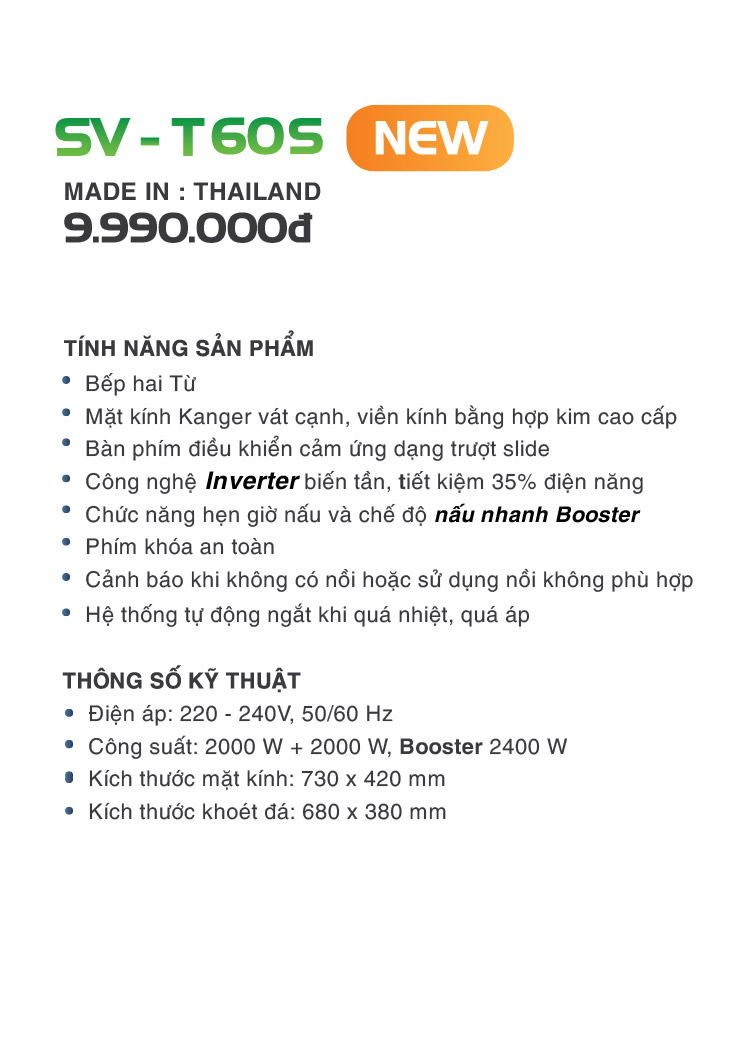 SV - T60S NEW
MADE IN : THAILAND
9.990.000đ
TÍNH NĂNG SẢN PHẨM
• Bếp hai Từ
• Mặt kính Kanger vát cạnh, viền kính bằng hợp kim cao cấp
• Bàn phím điều khiển cảm ứng dạng trượt slide
• Công nghệ Inverter biến tần, tiết kiệm 35% điện năng
• Chức năng hẹn giờ nấu và chế độ nấu nhanh Booster
• Phím khóa an toàn
• Cảnh báo khi không có nồi hoặc sử dụng nồi không phù hợp
• Hệ thống tự động ngắt khi quá nhiệt, quá áp
THÔNG SỐ KỸ THUẬT
• Điện áp: 220 - 240V, 50/60 Hz
• Công suất: 2000 W + 2000 W, Booster 2400 W
• Kích thước mặt kính: 730 x 420 mm
• Kích thước khoét đá: 680 x 380 mm